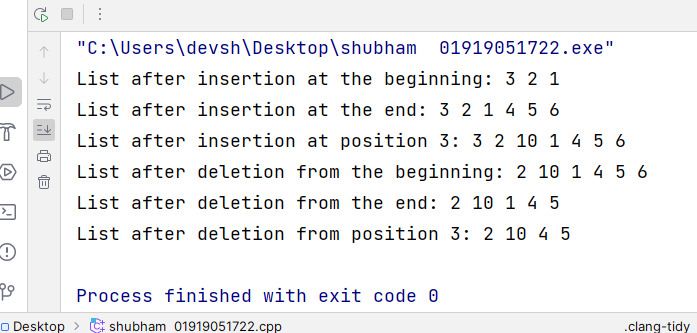 "C:\Users\devsh\Desktop\shubham  01919051722.exe"
List after insertion at the beginning: 3 2 1
List after insertion at the end: 3 2 1 4 5 6
List after insertion at position 3: 3 2 10 1 4 5 6
List after deletion from the beginning: 2 10 1 4 5 6
List after deletion from the end: 2 10 1 4 5
List after deletion from position 3: 2 10 4 5
Process finished with exit code 0
Desktop > shubham  01919051722.cpp .clang-tidy